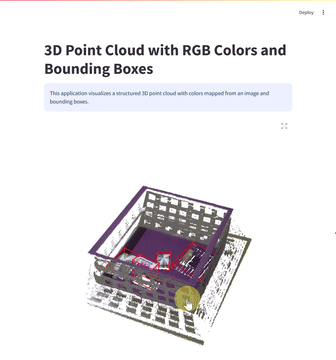 Deploy
3D Point Cloud with RGB Colors and
Bounding Boxes
This application visualizes a structured 3D point cloud with colors mapped from an image and
bounding boxes.